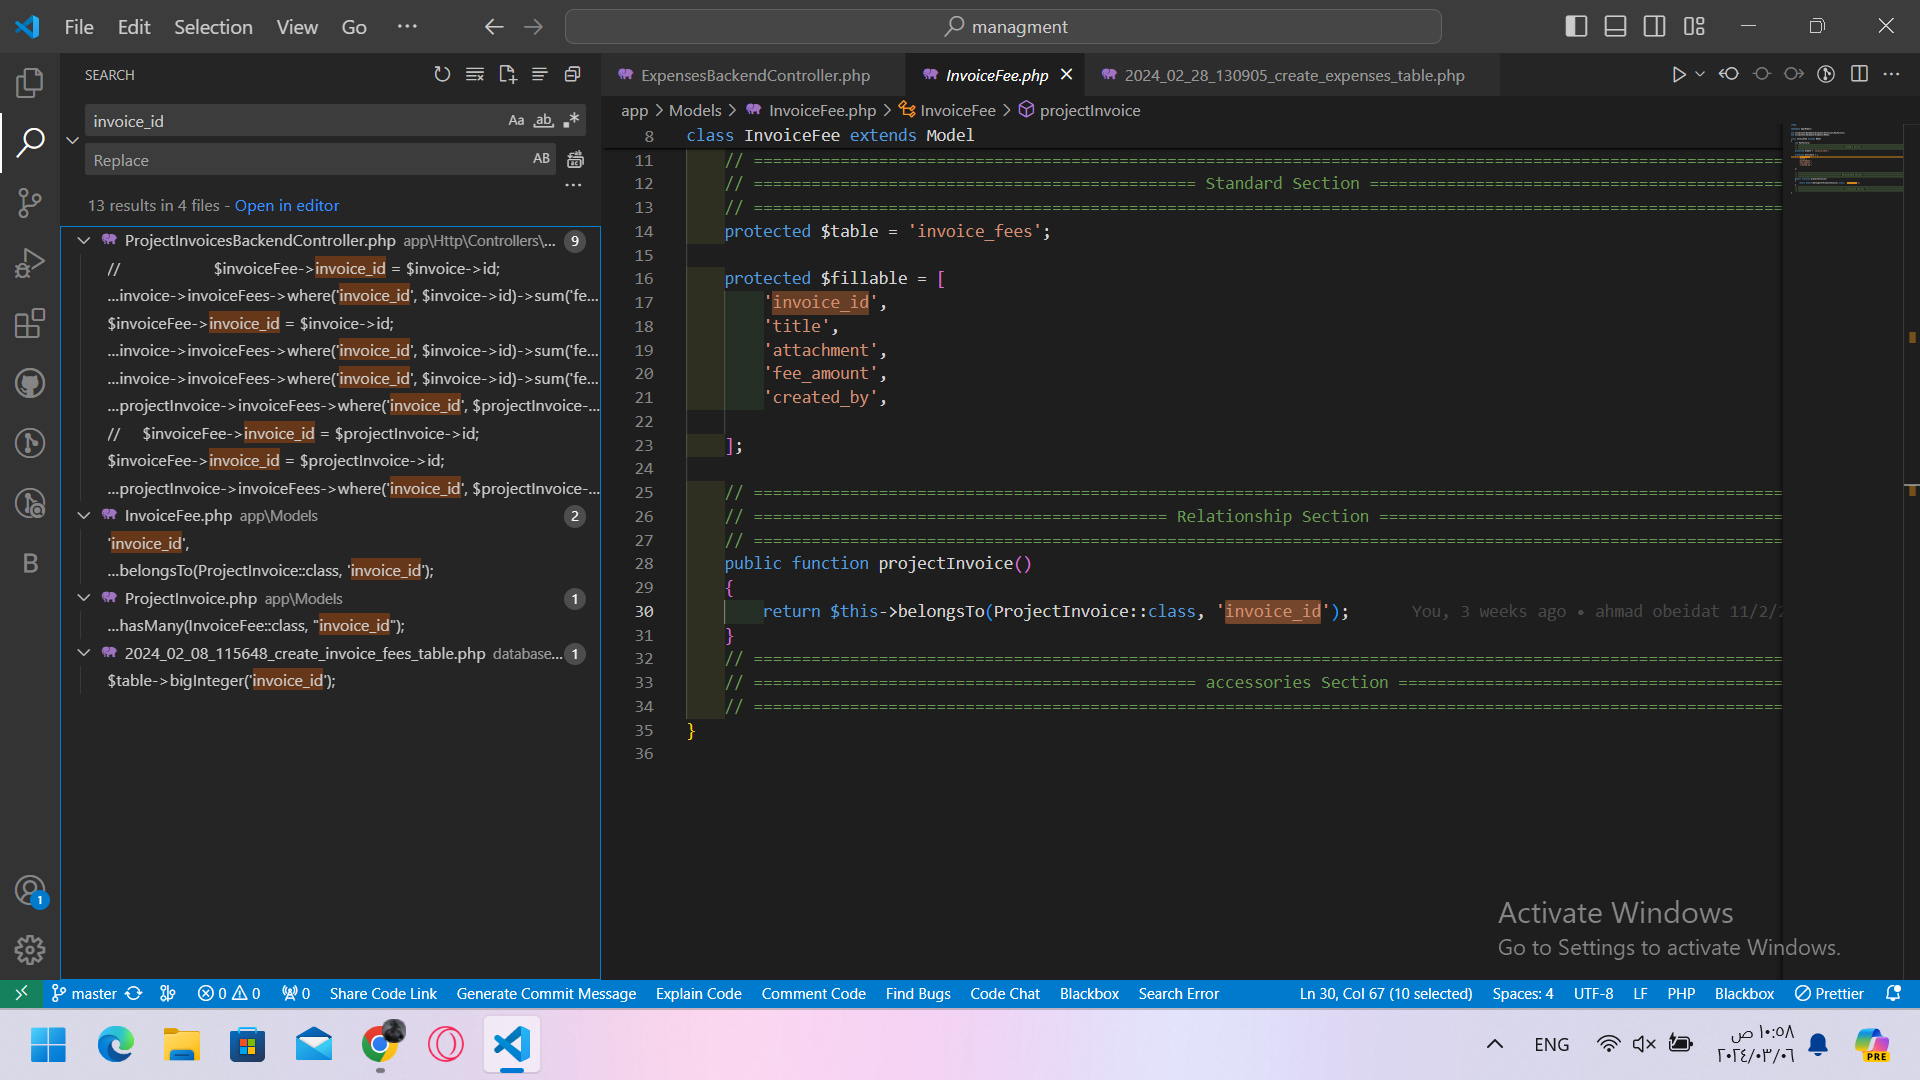 File Edit Selection View Go ··· managment
SEARCH
invoice_id Aa ab .*
Replace AB
13 results in 4 files - Open in editor
ProjectInvoicesBackendController.php app\Http\Controllers\... 9
// $invoiceFee->invoice_id = $invoice->id;
...invoice->invoiceFees->where('invoice_id', $invoice->id)->sum('fe...
$invoiceFee->invoice_id = $invoice->id;
...invoice->invoiceFees->where('invoice_id', $invoice->id)->sum('fe...
...invoice->invoiceFees->where('invoice_id', $invoice->id)->sum('fe...
...projectInvoice->invoiceFees->where('invoice_id', $projectInvoice-...
// $invoiceFee->invoice_id = $projectInvoice->id;
$invoiceFee->invoice_id = $projectInvoice->id;
...projectInvoice->invoiceFees->where('invoice_id', $projectInvoice-...
InvoiceFee.php app\Models 2
'invoice_id',
...belongsTo(ProjectInvoice::class, 'invoice_id');
ProjectInvoice.php app\Models 1
...hasMany(InvoiceFee::class, "invoice_id");
2024_02_08_115648_create_invoice_fees_table.php database... 1
$table->bigInteger('invoice_id');
B
1
ExpensesBackendController.php InvoiceFee.php 2024_02_28_130905_create_expenses_table.php
app > Models > InvoiceFee.php > InvoiceFee > projectInvoice
8 class InvoiceFee extends Model
11 // ====================================================================================
12 // ============================================== Standard Section ===========================================
13 // ====================================================================================
14 protected $table = 'invoice_fees';
15
16 protected $fillable = [
17 'invoice_id',
18 'title',
19 'attachment',
20 'fee_amount',
21 'created_by',
22
23 ];
24
25 // ====================================================================================
26 // =========================================== Relationship Section ==========================================
27 // ====================================================================================
28 public function projectInvoice()
29 {
30 return $this->belongsTo(ProjectInvoice::class, 'invoice_id'); You, 3 weeks ago • ahmad obeidat 11/2/2
31 }
32 // ====================================================================================
33 // ============================================== accessories Section ========================================
34 // ====================================================================================
35 }
36
Activate Windows
Go to Settings to activate Windows.
master 0 0 0 Share Code Link Generate Commit Message Explain Code Comment Code Find Bugs Code Chat Blackbox Search Error Ln 30, Col 67 (10 selected) Spaces: 4 UTF-8 LF PHP Blackbox Prettier
ENG
١٠:٥٨ ص
٢٠٢٤/٠٣/٠٦
PRE